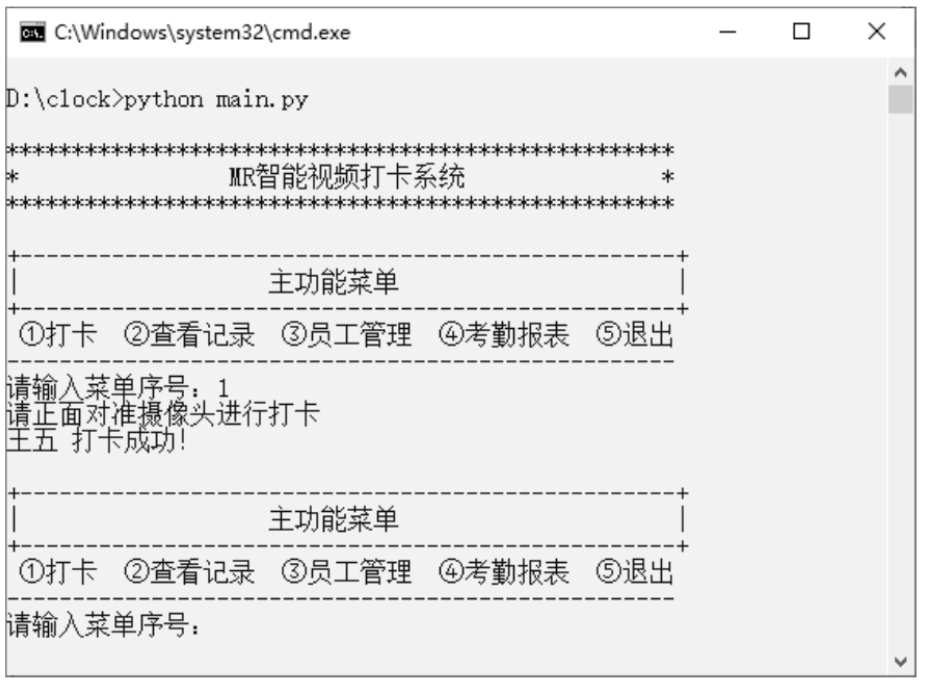 C:\Windows\system32\cmd.exe
D:\clock>python main.py
***************************************************
* MR智能视频打卡系统 *
***************************************************
+--------------------------------------------------+
| 主功能菜单 |
+--------------------------------------------------+
①打卡 ②查看记录 ③员工管理 ④考勤报表 ⑤退出
---------------------------------------------------
请输入菜单序号：1
请正面对准摄像头进行打卡
王五 打卡成功！
+--------------------------------------------------+
| 主功能菜单 |
+--------------------------------------------------+
①打卡 ②查看记录 ③员工管理 ④考勤报表 ⑤退出
---------------------------------------------------
请输入菜单序号：